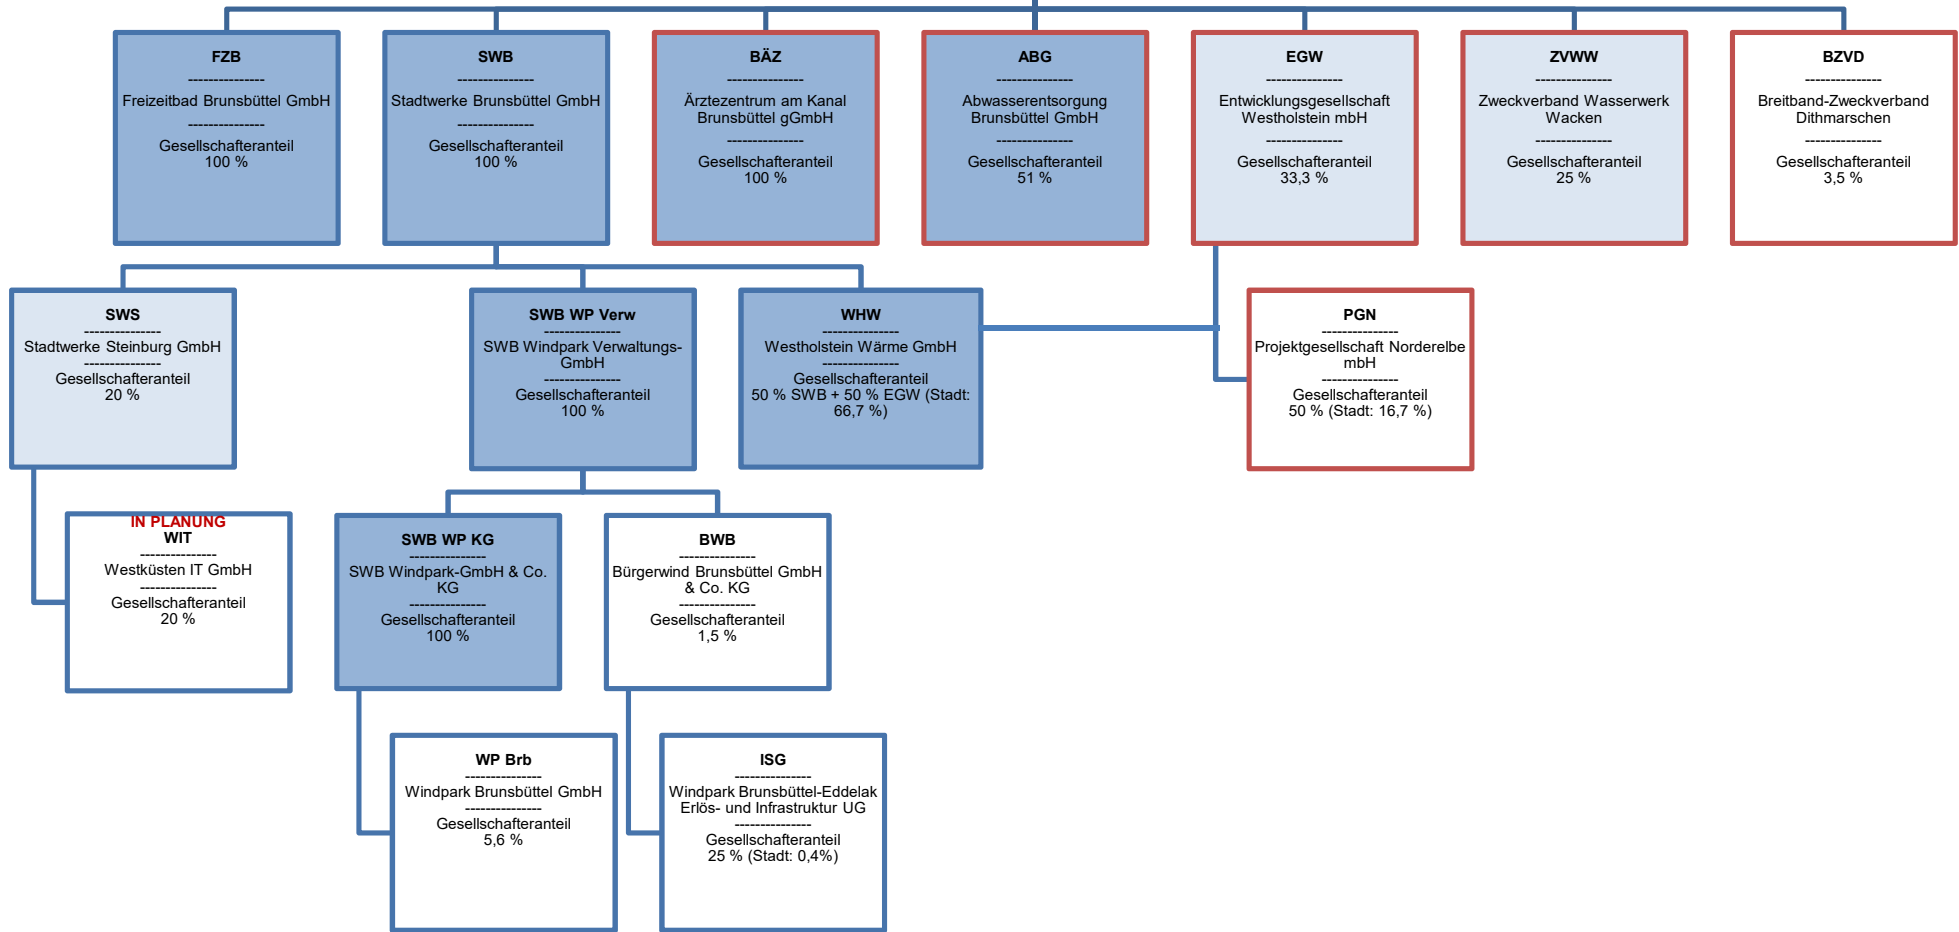 FZB
---------------
Freizeitbad Brunsbüttel GmbH
---------------
Gesellschafteranteil
100 %
SWB
---------------
Stadtwerke Brunsbüttel GmbH
---------------
Gesellschafteranteil
100 %
BÄZ
---------------
Ärztezentrum am Kanal
Brunsbüttel gGmbH
---------------
Gesellschafteranteil
100 %
ABG
---------------
Abwasserentsorgung
Brunsbüttel GmbH
---------------
Gesellschafteranteil
51 %
EGW
---------------
Entwicklungsgesellschaft
Westholstein mbH
---------------
Gesellschafteranteil
33,3 %
ZVWW
---------------
Zweckverband Wasserwerk
Wacken
---------------
Gesellschafteranteil
25 %
BZVD
---------------
Breitband-Zweckverband
Dithmarschen
---------------
Gesellschafteranteil
3,5 %
SWS
---------------
Stadtwerke Steinburg GmbH
---------------
Gesellschafteranteil
20 %
SWB WP Verw
---------------
SWB Windpark Verwaltungs-
GmbH
---------------
Gesellschafteranteil
100 %
WHW
---------------
Westholstein Wärme GmbH
---------------
Gesellschafteranteil
50 % SWB + 50 % EGW (Stadt:
66,7 %)
PGN
---------------
Projektgesellschaft Norderelbe
mbH
---------------
Gesellschafteranteil
50 % (Stadt: 16,7 %)
IN PLANUNG
WIT
---------------
Westküsten IT GmbH
---------------
Gesellschafteranteil
20 %
SWB WP KG
---------------
SWB Windpark-GmbH & Co.
KG
---------------
Gesellschafteranteil
100 %
BWB
---------------
Bürgerwind Brunsbüttel GmbH
& Co. KG
---------------
Gesellschafteranteil
1,5 %
WP Brb
---------------
Windpark Brunsbüttel GmbH
---------------
Gesellschafteranteil
5,6 %
ISG
---------------
Windpark Brunsbüttel-Eddelak
Erlös- und Infrastruktur UG
---------------
Gesellschafteranteil
25 % (Stadt: 0,4%)